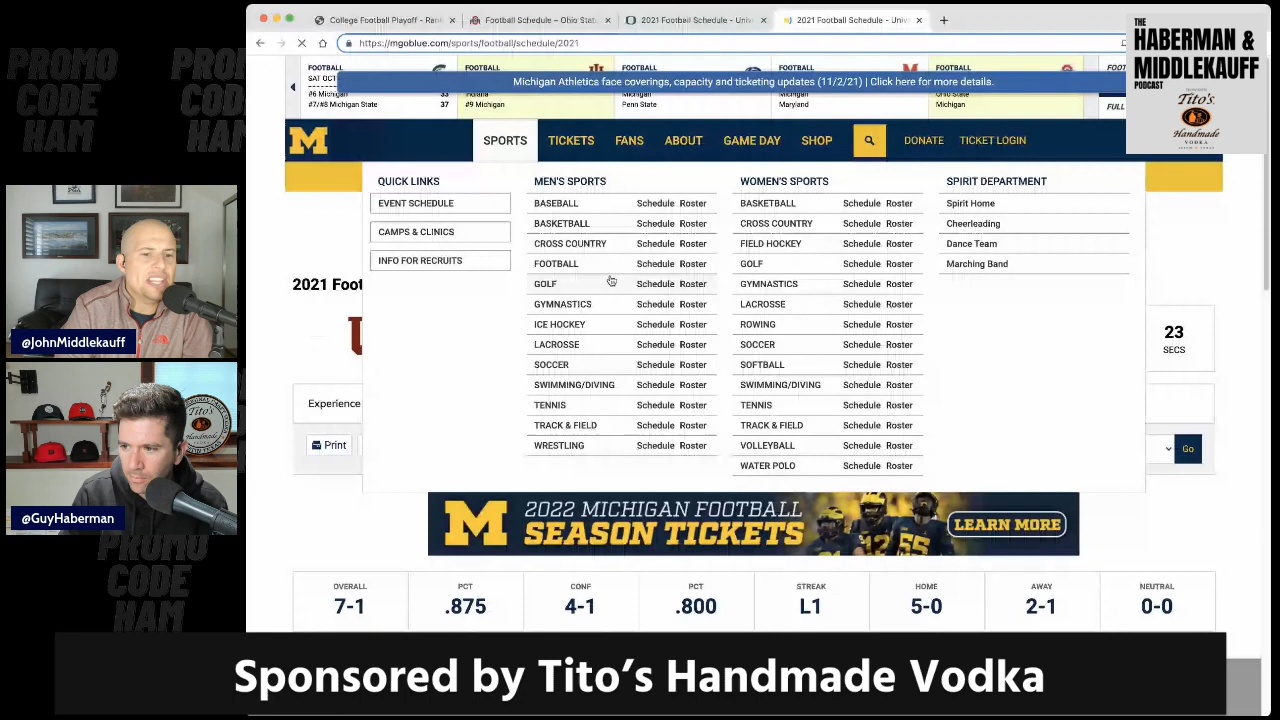 College Football Playoff - Ran
Football Schedule – Ohio Stat
2021 Football Schedule - Univ
2021 Football Schedule - Univ
https://mgoblue.com/sports/football/schedule/2021
THE
HABERMAN &
MIDDLEKAUFF
PODCAST
Tito's
Handmade
VODKA
PROMO
CODE
HAM
PROMO
CODE
HAM
FOOTBALL
SAT OCT
#6 Michigan 33
#7/#8 Michigan State 37
FOOTBALL
Indiana
#9 Michigan
FOOTBALL
Michigan
Penn State
FOOTBALL
Michigan
Maryland
FOOTBALL
Ohio State
Michigan
FULL
Michigan Athletics face coverings, capacity and ticketing updates (11/2/21) | Click here for more details.
M
SPORTS
TICKETS
FANS
ABOUT
GAME DAY
SHOP
DONATE
TICKET LOGIN
QUICK LINKS
EVENT SCHEDULE
CAMPS & CLINICS
INFO FOR RECRUITS
MEN'S SPORTS
BASEBALL Schedule Roster
BASKETBALL Schedule Roster
CROSS COUNTRY Schedule Roster
FOOTBALL Schedule Roster
GOLF Schedule Roster
GYMNASTICS Schedule Roster
ICE HOCKEY Schedule Roster
LACROSSE Schedule Roster
SOCCER Schedule Roster
SWIMMING/DIVING Schedule Roster
TENNIS Schedule Roster
TRACK & FIELD Schedule Roster
WRESTLING Schedule Roster
WOMEN'S SPORTS
BASKETBALL Schedule Roster
CROSS COUNTRY Schedule Roster
FIELD HOCKEY Schedule Roster
GOLF Schedule Roster
GYMNASTICS Schedule Roster
LACROSSE Schedule Roster
ROWING Schedule Roster
SOCCER Schedule Roster
SOFTBALL Schedule Roster
SWIMMING/DIVING Schedule Roster
TENNIS Schedule Roster
TRACK & FIELD Schedule Roster
VOLLEYBALL Schedule Roster
WATER POLO Schedule Roster
SPIRIT DEPARTMENT
Spirit Home
Cheerleading
Dance Team
Marching Band
2021 Foot
23
SECS
Experience
Print
Go
@JohnMiddlekauff
Tito's
Handmade
VODKA
@GuyHaberman
PROMO
CODE
HAM
M
2022 MICHIGAN FOOTBALL
SEASON TICKETS
LEARN MORE
OVERALL
7-1
PCT
.875
CONF
4-1
PCT
.800
STREAK
L1
HOME
5-0
AWAY
2-1
NEUTRAL
0-0
Sponsored by Tito's Handmade Vodka